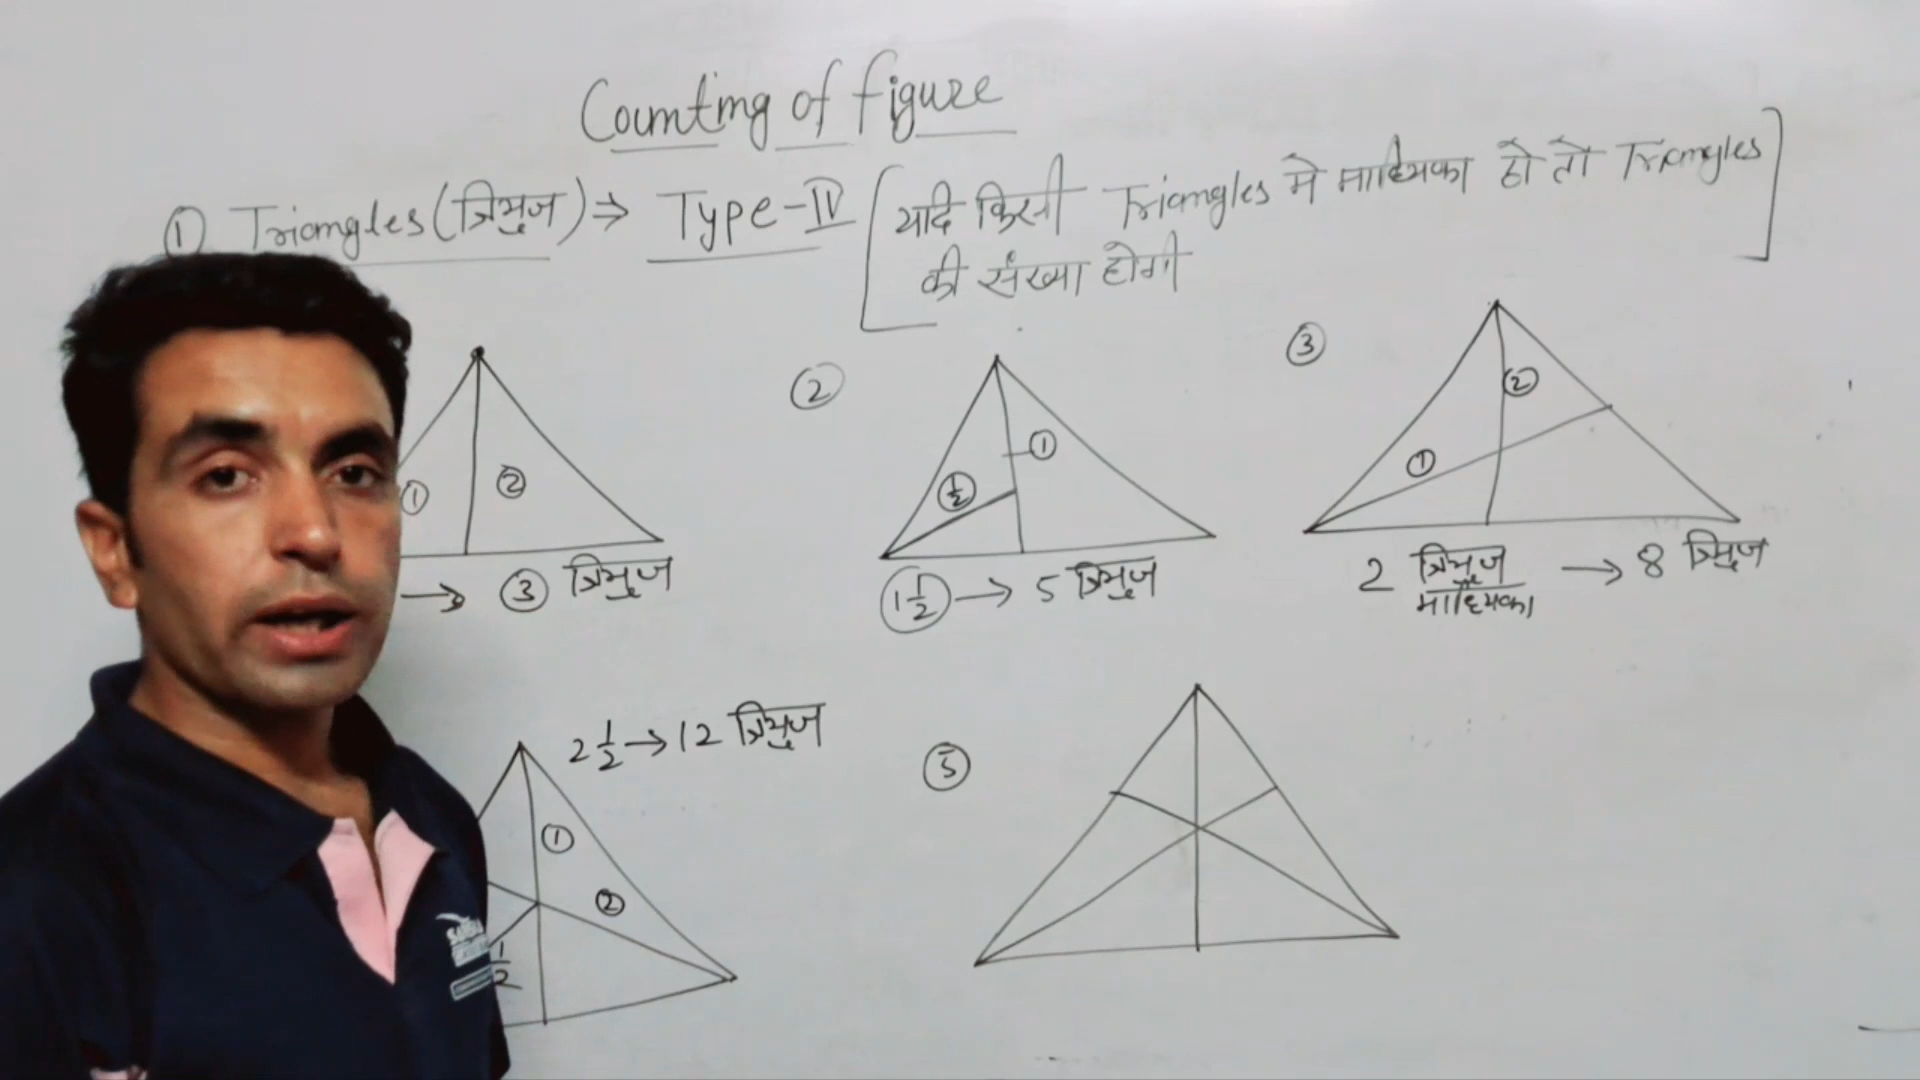 Counting of figure
① Triangles (त्रिभुज) ⇒ Type-IV [यदि किसी Triangles मे माध्यिका हो तो Triangles
की संख्या होगी]
① ②
→ ③ त्रिभुज
②
½ ①
1½ → 5 त्रिभुज
③
① ②
2 त्रिभुज → 8 त्रिभुज
माध्यिका
2½ → 12 त्रिभुज
① ②
½
⑤